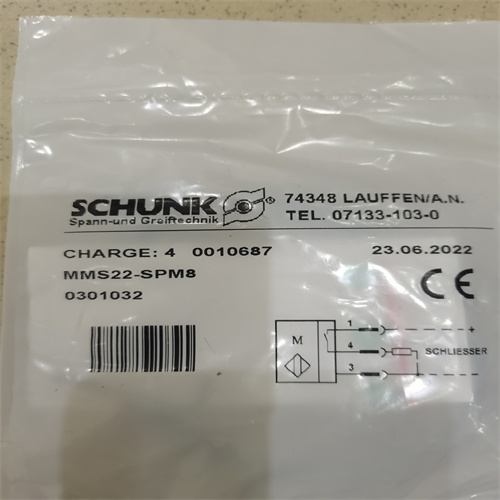 SCHUNK ® 74348 LAUFFEN/A.N.
Spann-und Greiftechnik TEL. 07133-103-0
CHARGE: 4 0010687 23.06.2022
MMS22-SPM8
0301032
CE
M
1 +
4 SCHLIESSER
3 -